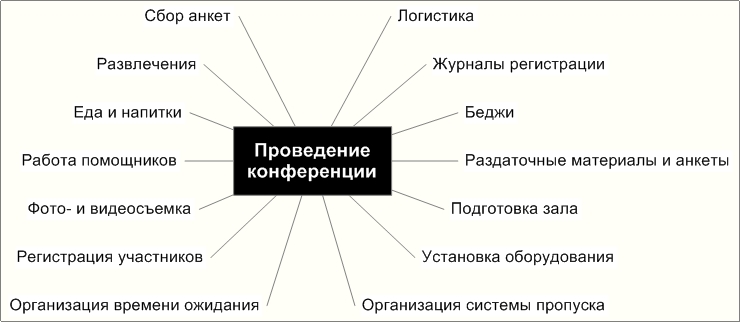 Сбор анкет
Логистика
Развлечения
Журналы регистрации
Еда и напитки
Беджи
Проведение
конференции
Работа помощников
Раздаточные материалы и анкеты
Фото- и видеосъемка
Подготовка зала
Регистрация участников
Установка оборудования
Организация времени ожидания
Организация системы пропуска